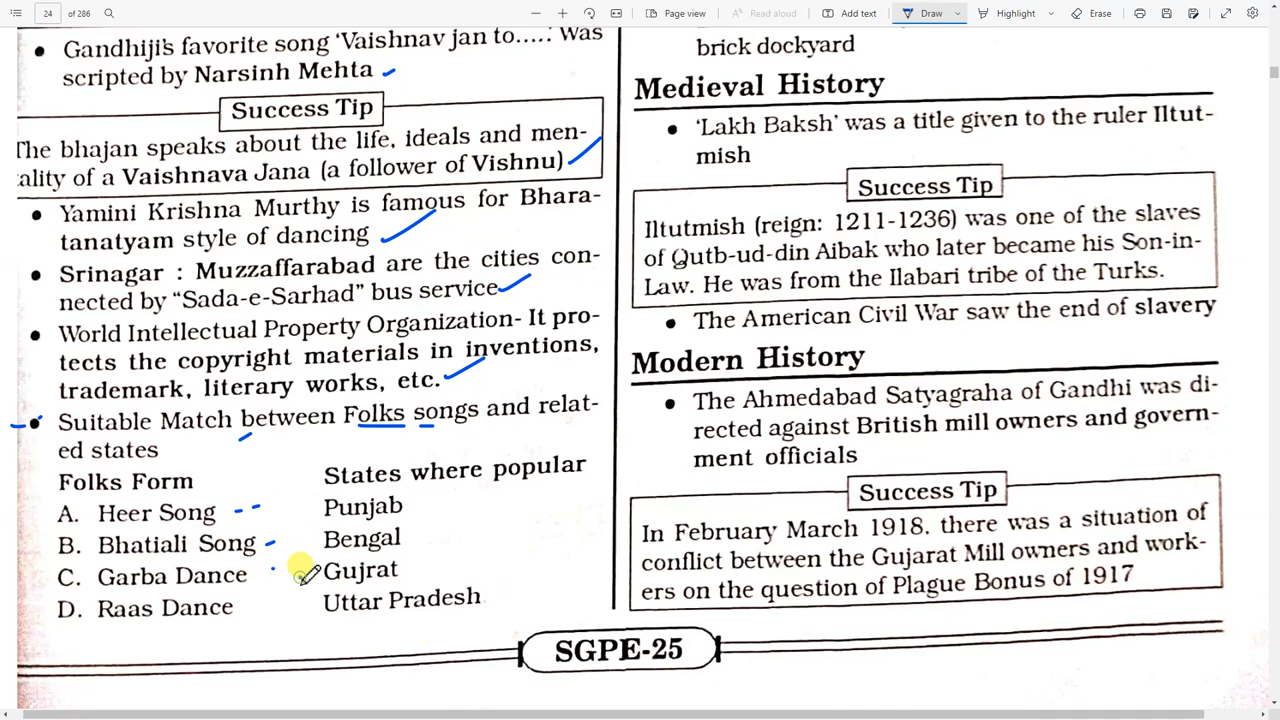 24 of 286 Page view Read aloud Add text Draw Highlight Erase
• Gandhiji's favorite song 'Vaishnav jan to.....' was
scripted by Narsinh Mehta
Success Tip
The bhajan speaks about the life, ideals and men-
ality of a Vaishnava Jana (a follower of Vishnu)
• Yamini Krishna Murthy is famous for Bhara-
tanatyam style of dancing
• Srinagar : Muzzaffarabad are the cities con-
nected by "Sada-e-Sarhad" bus service
• World Intellectual Property Organization- It pro-
tects the copyright materials in inventions,
trademark, literary works, etc.
• Suitable Match between Folks songs and relat-
ed states
Folks Form States where popular
A. Heer Song Punjab
B. Bhatiali Song Bengal
C. Garba Dance Gujrat
D. Raas Dance Uttar Pradesh
brick dockyard
Medieval History
• 'Lakh Baksh' was a title given to the ruler Iltut-
mish
Success Tip
Iltutmish (reign: 1211-1236) was one of the slaves
of Qutb-ud-din Aibak who later became his Son-in-
Law. He was from the Ilabari tribe of the Turks.
• The American Civil War saw the end of slavery
Modern History
• The Ahmedabad Satyagraha of Gandhi was di-
rected against British mill owners and govern-
ment officials
Success Tip
In February March 1918. there was a situation of
conflict between the Gujarat Mill owners and work-
ers on the question of Plague Bonus of 1917
SGPE-25